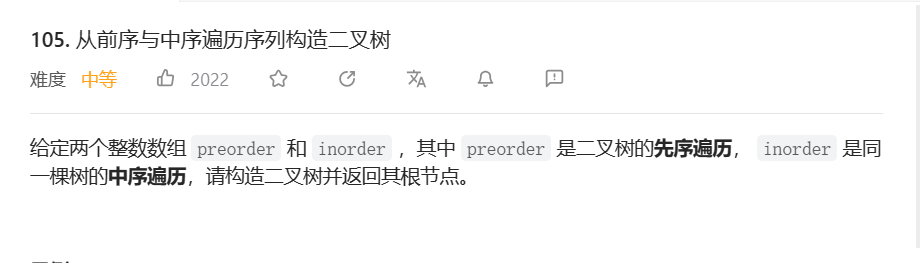 105. 从前序与中序遍历序列构造二叉树
难度 中等 2022
给定两个整数数组 preorder 和 inorder ，其中 preorder 是二叉树的先序遍历， inorder 是同
一棵树的中序遍历，请构造二叉树并返回其根节点。